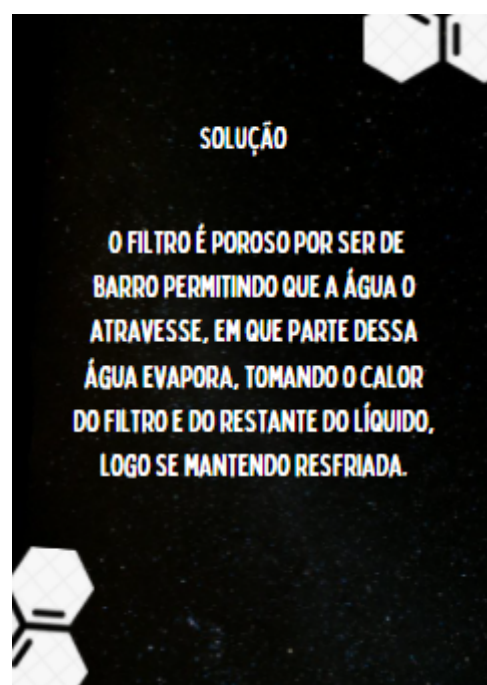 SOLUÇÃO
O FILTRO É POROSO POR SER DE
BARRO PERMITINDO QUE A ÁGUA O
ATRAVESSE, EM QUE PARTE DESSA
ÁGUA EVAPORA, TOMANDO O CALOR
DO FILTRO E DO RESTANTE DO LÍQUIDO,
LOGO SE MANTENDO RESFRIADA.